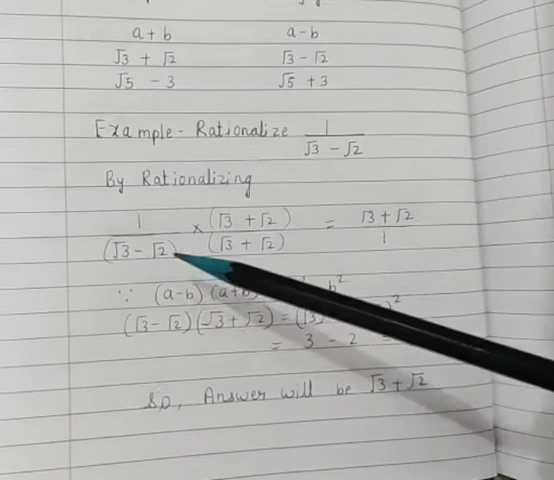 a + b a - b
√3 + √2 √3 - √2
√5 - 3 √5 + 3
Example - Rationalize 1/(√3 - √2)
By Rationalizing
1/(√3 - √2) × (√3 + √2)/(√3 + √2) = (√3 + √2)/1
∵ (a-b) (a+b) b²
(√3 - √2) (√3 + √2) = (√3) ²
= 3 - 2 =
So, Answer will be √3 + √2